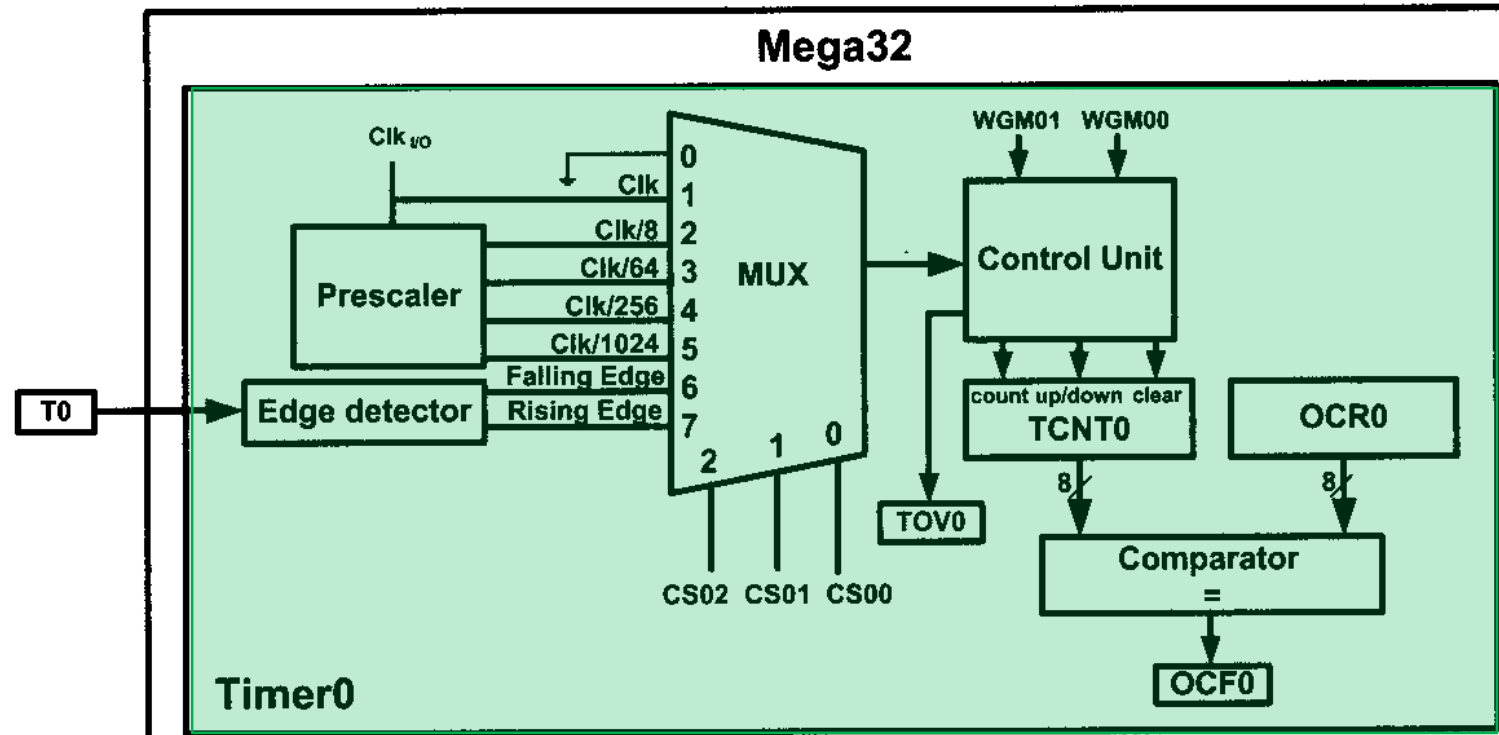 Mega32
Clk I/O
WGM01 WGM00
0
Clk 1
Clk/8 2
Clk/64 3
Clk/256 4
Clk/1024 5
Falling Edge 6
Rising Edge 7
Prescaler
MUX
Control Unit
T0
Edge detector
2 1 0
count up/down clear
TCNT0
OCR0
8
8
TOV0
CS02 CS01 CS00
Comparator
=
OCF0
Timer0